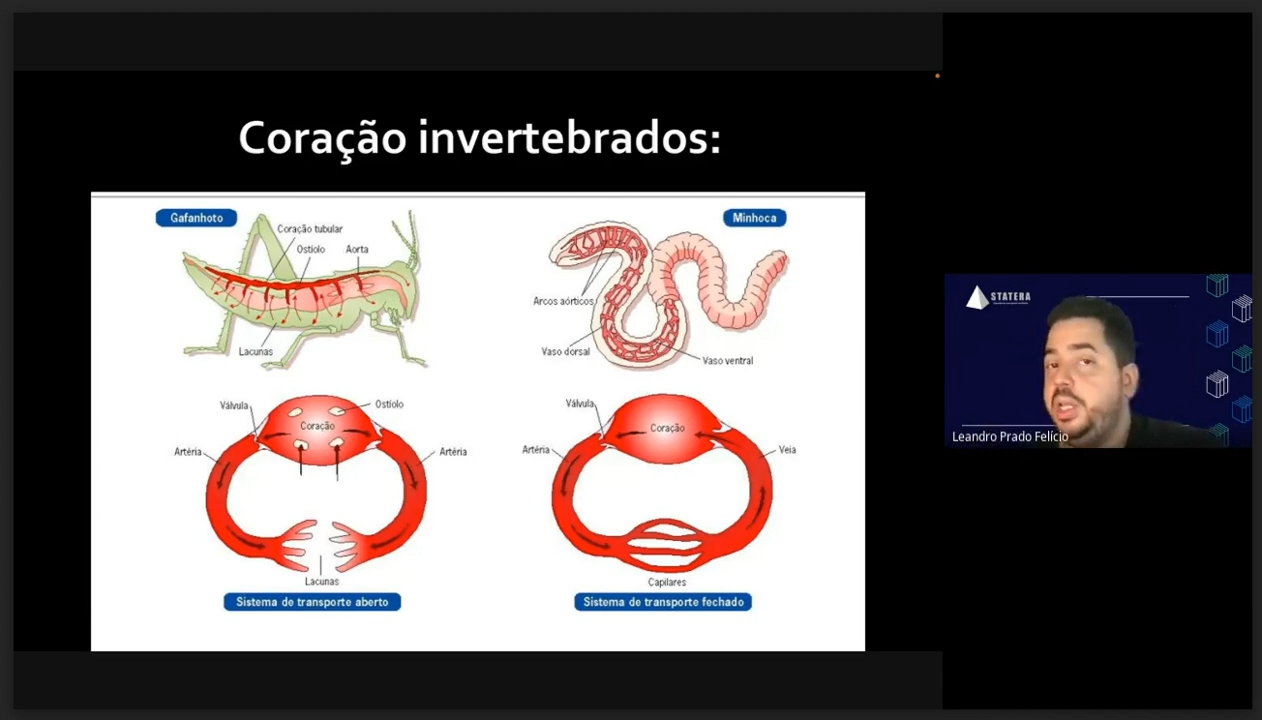 Coração invertebrados:
Gafanhoto
Coração tubular
Ostíolo
Aorta
Lacunas
Minhoca
Arcos aórticos
Vaso dorsal
Vaso ventral
Válvula
Ostíolo
Coração
Artéria
Artéria
Lacunas
Sistema de transporte aberto
Válvula
Coração
Artéria
Veia
Capilares
Sistema de transporte fechado
STATERA
Leandro Prado Felício